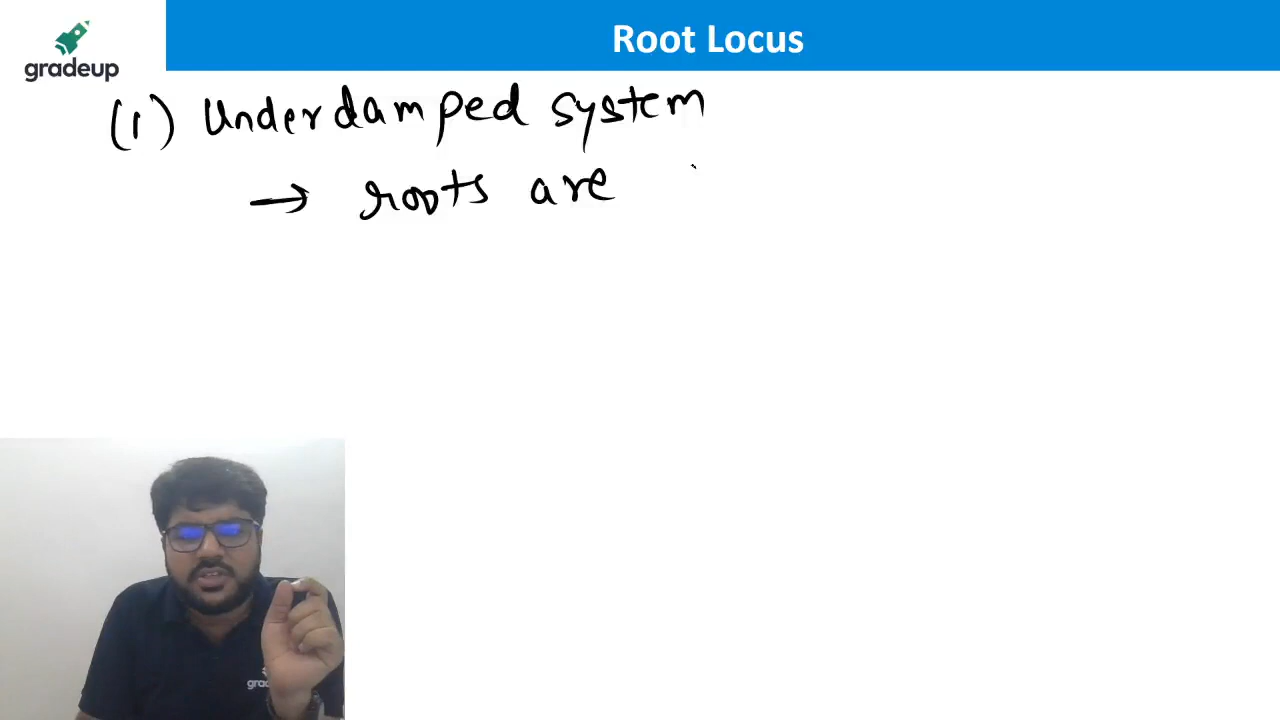 Root Locus
gradeup
(1) Underdamped system
→ roots are